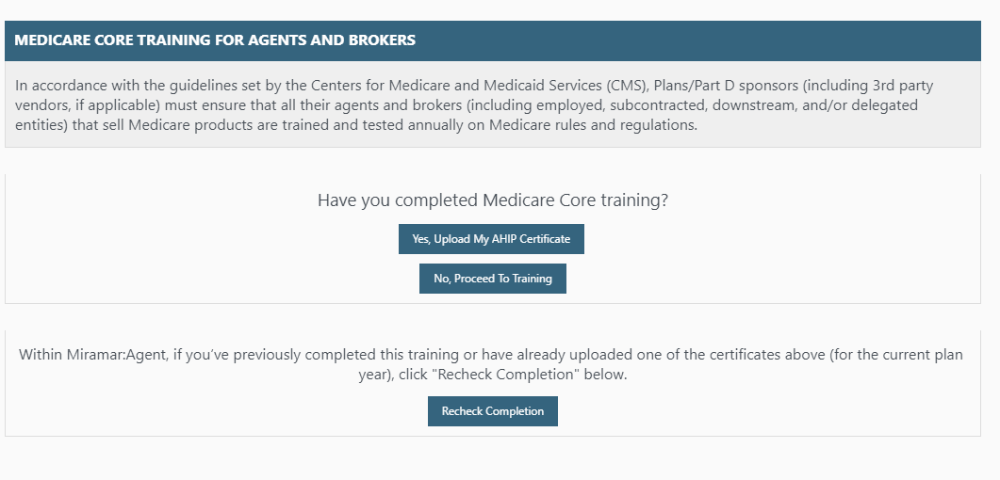 MEDICARE CORE TRAINING FOR AGENTS AND BROKERS
In accordance with the guidelines set by the Centers for Medicare and Medicaid Services (CMS), Plans/Part D sponsors (including 3rd party
vendors, if applicable) must ensure that all their agents and brokers (including employed, subcontracted, downstream, and/or delegated
entities) that sell Medicare products are trained and tested annually on Medicare rules and regulations.
Have you completed Medicare Core training?
Yes, Upload My AHIP Certificate
No, Proceed To Training
Within Miramar:Agent, if you've previously completed this training or have already uploaded one of the certificates above (for the current plan
year), click "Recheck Completion" below.
Recheck Completion